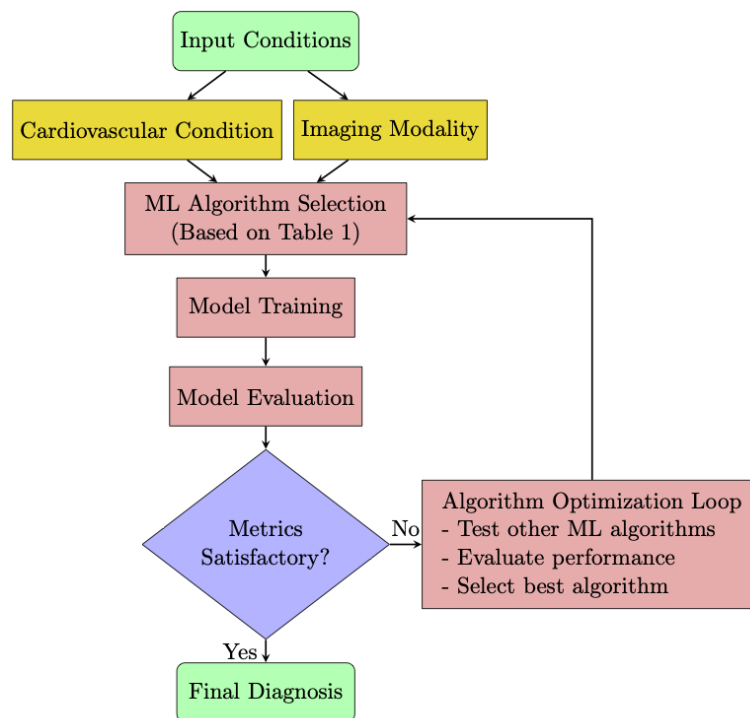 Input Conditions
Cardiovascular Condition
Imaging Modality
ML Algorithm Selection
(Based on Table 1)
Model Training
Model Evaluation
Metrics
Satisfactory?
No
Algorithm Optimization Loop
- Test other ML algorithms
- Evaluate performance
- Select best algorithm
Yes
Final Diagnosis